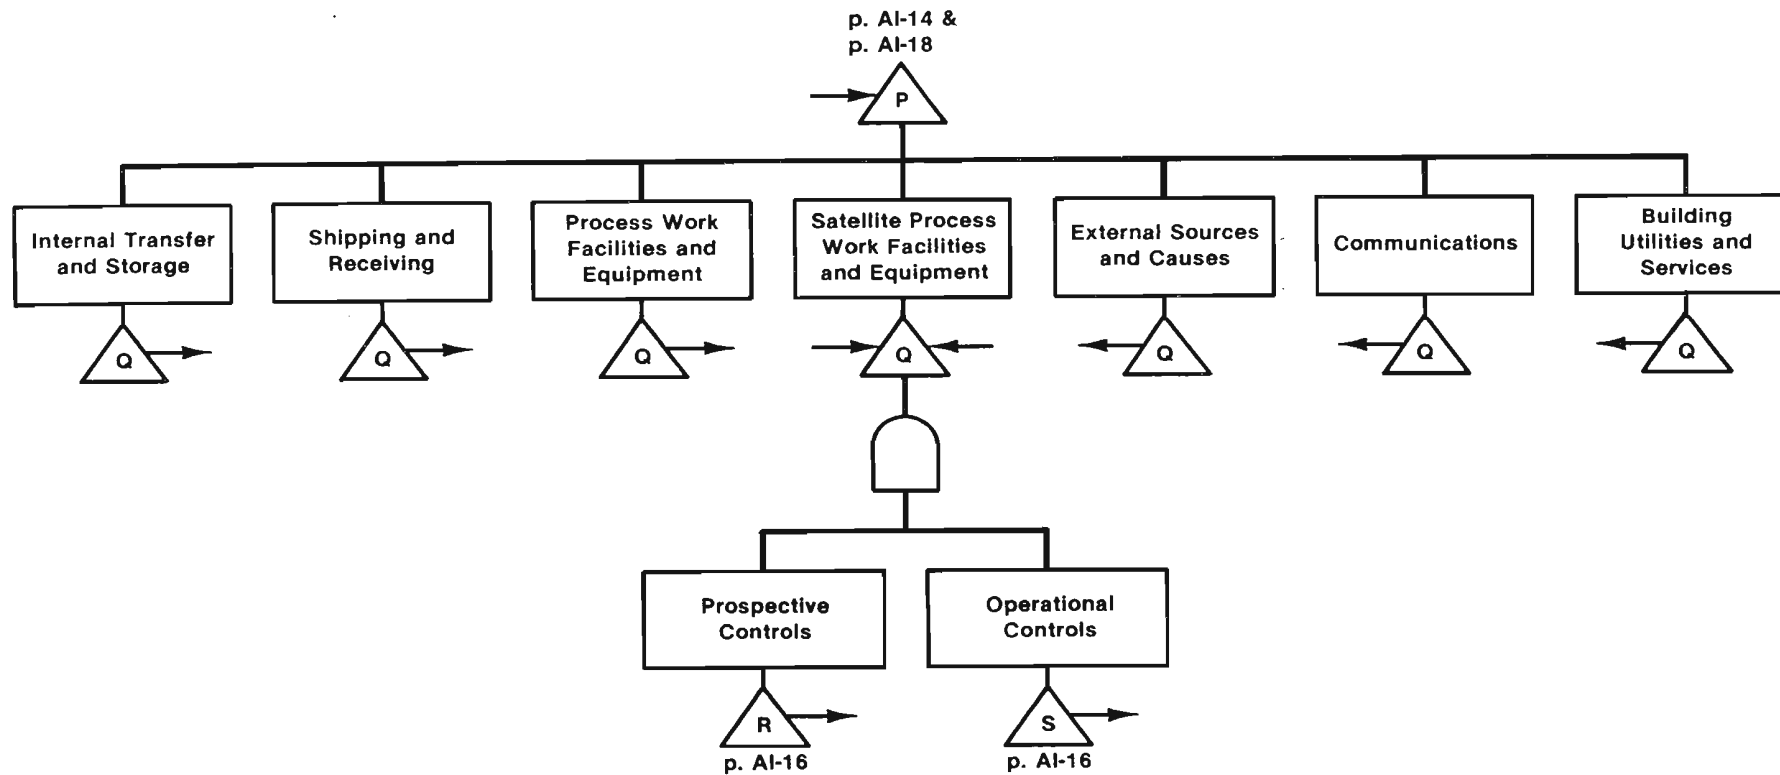 p. AI-14 &
p. AI-18
P
Internal Transfer
and Storage
Shipping and
Receiving
Process Work
Facilities and
Equipment
Satellite Process
Work Facilities
and Equipment
External Sources
and Causes
Communications
Building
Utilities and
Services
Q
Q
Q
Q
Q
Q
Q
Prospective
Controls
Operational
Controls
R
S
p. AI-16
p. AI-16